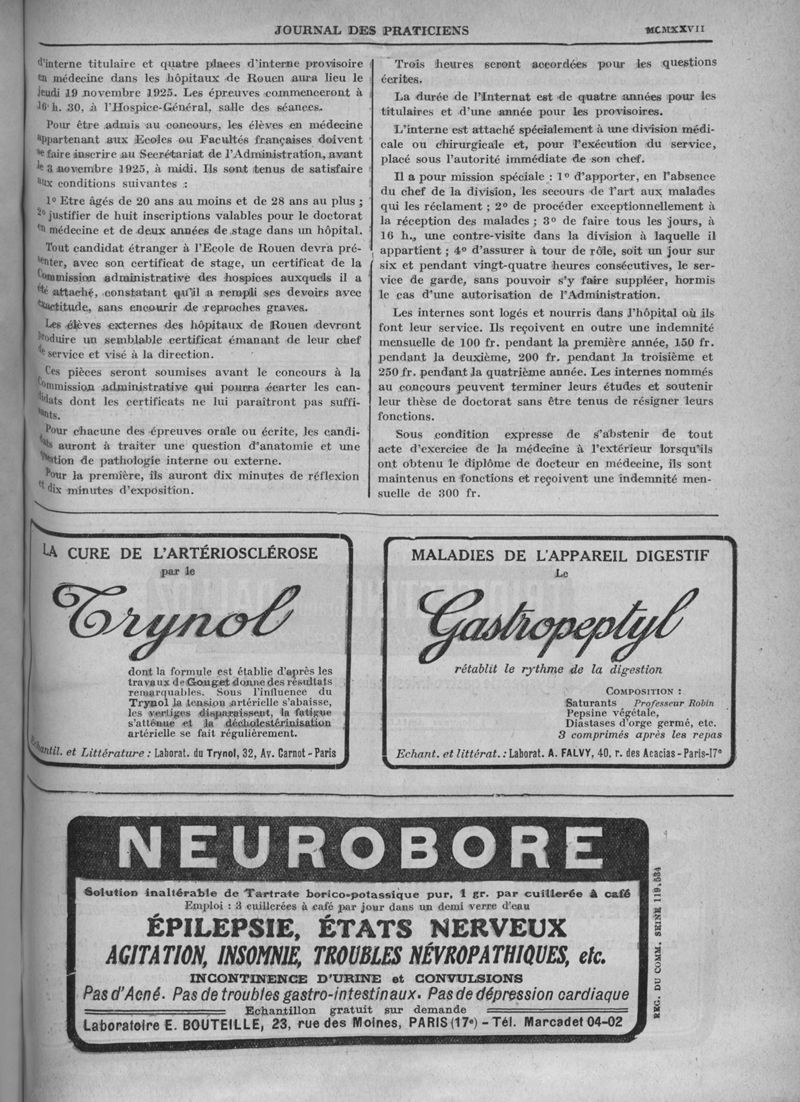 JOURNAL DES PRATICIENS
MCMXXVII
d'interne titulaire et quatre places d'interne provisoire
en médecine dans les hôpitaux de Rouen aura lieu le
jeudi 19 novembre 1925. Les épreuves commenceront à
16 h. 30, à l'Hospice-Général, salle des séances.
Pour être admis au concours, les élèves en médecine
appartenant aux Ecoles ou Facultés françaises doivent
se faire inscrire au Secrétariat de l'Administration, avant
le 3 novembre 1925, à midi. Ils sont tenus de satisfaire
aux conditions suivantes :
1º Etre âgés de 20 ans au moins et de 28 ans au plus ;
2º justifier de huit inscriptions valables pour le doctorat
en médecine et de deux années de stage dans un hôpital.
Tout candidat étranger à l'Ecole de Rouen devra pré-
senter, avec son certificat de stage, un certificat de la
Commission administrative des hospices auxquels il a
été attaché, constatant qu'il a rempli ses devoirs avec
exactitude, sans encourir de reproches graves.
Les élèves externes des hôpitaux de Rouen devront
produire un semblable certificat émanant de leur chef
de service et visé à la direction.
Ces pièces seront soumises avant le concours à la
Commission administrative qui pourra écarter les can-
didats dont les certificats ne lui paraîtront pas suffi-
sants.
Pour chacune des épreuves orale ou écrite, les candi-
dats auront à traiter une question d'anatomie et une
question de pathologie interne ou externe.
Pour la première, ils auront dix minutes de réflexion
et dix minutes d'exposition.
Trois heures seront accordées pour les questions
écrites.
La durée de l'Internat est de quatre années pour les
titulaires et d'une année pour les provisoires.
L'interne est attaché spécialement à une division médi-
cale ou chirurgicale et, pour l'exécution du service,
placé sous l'autorité immédiate de son chef.
Il a pour mission spéciale : 1º d'apporter, en l'absence
du chef de la division, les secours de l'art aux malades
qui les réclament ; 2º de procéder exceptionnellement à
la réception des malades ; 3º de faire tous les jours, à
16 h., une contre-visite dans la division à laquelle il
appartient ; 4º d'assurer à tour de rôle, soit un jour sur
six et pendant vingt-quatre heures consécutives, le ser-
vice de garde, sans pouvoir s'y faire suppléer, hormis
le cas d'une autorisation de l'Administration.
Les internes sont logés et nourris dans l'hôpital où ils
font leur service. Ils reçoivent en outre une indemnité
mensuelle de 100 fr. pendant la première année, 150 fr.
pendant la deuxième, 200 fr. pendant la troisième et
250 fr. pendant la quatrième année. Les internes nommés
au concours peuvent terminer leurs études et soutenir
leur thèse de doctorat sans être tenus de résigner leurs
fonctions.
Sous condition expresse de s'abstenir de tout
acte d'exercice de la médecine à l'extérieur lorsqu'ils
ont obtenu le diplôme de docteur en médecine, ils sont
maintenus en fonctions et reçoivent une indemnité men-
suelle de 300 fr.
LA CURE DE L'ARTÉRIOSCLÉROSE
par le
Trynol
dont la formule est établie d'après les
travaux de Gouget donne des résultats
remarquables. Sous l'influence du
Trynol la tension artérielle s'abaisse,
les vertiges disparaissent, la fatigue
s'atténue et la décholestérinisation
artérielle se fait régulièrement.
Echantil. et Littérature : Laborat. du Trynol, 32, Av. Carnot - Paris
MALADIES DE L'APPAREIL DIGESTIF
Le
Gastropeptyl
rétablit le rythme de la digestion
COMPOSITION :
Saturants Professeur Robin
Pepsine végétale,
Diastases d'orge germé, etc.
3 comprimés après les repas
Echant. et littérat. : Laborat. A. FALVY, 40, r. des Acacias - Paris-17e
NEUROBORE
Solution inaltérable de Tartrate borico-potassique pur, 1 gr. par cuillerée à café
Emploi : 3 cuillerées à café par jour dans un demi verre d'eau
ÉPILEPSIE, ÉTATS NERVEUX
AGITATION, INSOMNIE, TROUBLES NÉVROPATHIQUES, etc.
INCONTINENCE D'URINE et CONVULSIONS
Pas d'Acné. Pas de troubles gastro-intestinaux. Pas de dépression cardiaque
Echantillon gratuit sur demande
Laboratoire E. BOUTEILLE, 23, rue des Moines, PARIS (17e) - Tél. Marcadet 04-02
REG. DU COMM. SEINE 119.534